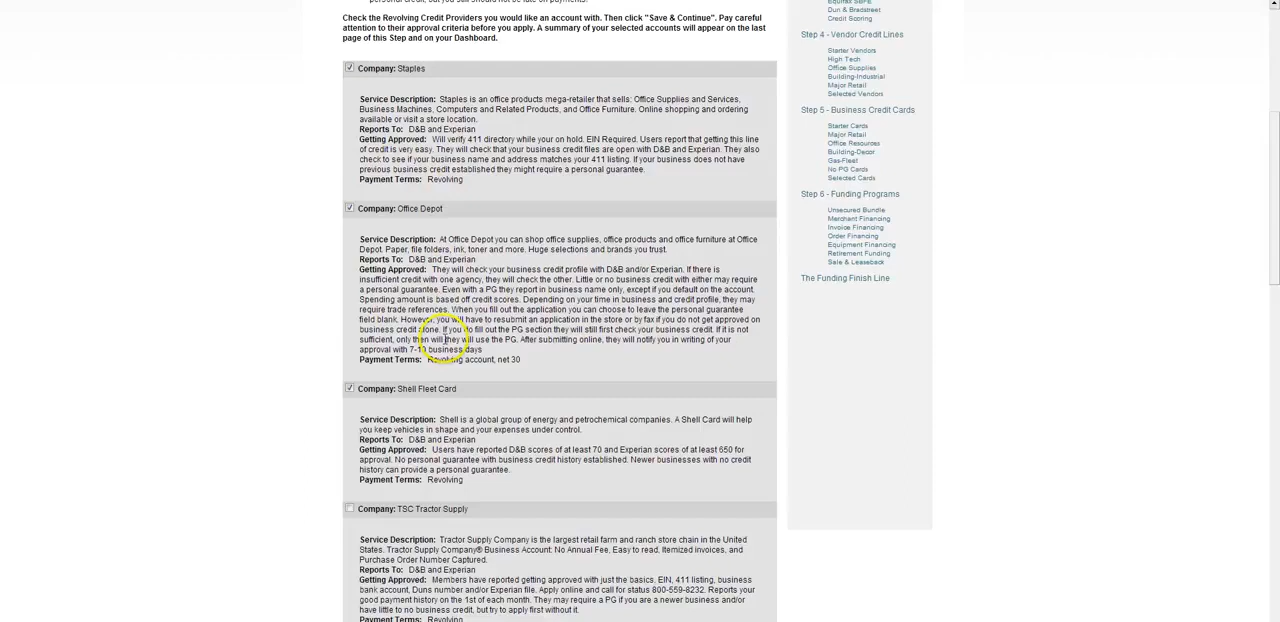 personal credit, but you still should not be late on payments.
Check the Revolving Credit Providers you would like an account with. Then click "Save & Continue". Pay careful
attention to their approval criteria before you apply. A summary of your selected accounts will appear on the last
page of this Step and on your Dashboard.
Company: Staples
Service Description: Staples is an office products mega-retailer that sells: Office Supplies and Services,
Business Machines, Computers and Related Products, and Office Furniture. Online shopping and ordering
available or visit a store location.
Reports To: D&B and Experian
Getting Approved: Will verify 411 directory while your on hold. EIN Required. Users report that getting this line
of credit is very easy. They will check that your business credit files are open with D&B and Experian. They also
check to see if your business name and address matches your 411 listing. If your business does not have
previous business credit established they might require a personal guarantee.
Payment Terms: Revolving
Company: Office Depot
Service Description: At Office Depot you can shop office supplies, office products and office furniture at Office
Depot. Paper, file folders, ink, toner and more. Huge selections and brands you trust.
Reports To: D&B and Experian
Getting Approved: They will check your business credit profile with D&B and/or Experian. If there is
insufficient credit with one agency, they will check the other. Little or no business credit with either may require
a personal guarantee. Even with a PG they report in business name only, except if you default on the account.
Spending amount is based off credit scores. Depending on your time in business and credit profile, they may
require trade references. When you fill out the application you can choose to leave the personal guarantee
field blank. However, you will have to resubmit an application in the store or by fax if you do not get approved on
business credit alone. If you do fill out the PG section they will still first check your business credit. If it is not
sufficient, only then will they will use the PG. After submitting online, they will notify you in writing of your
approval with 7-10 business days
Payment Terms: Revolving account, net 30
Company: Shell Fleet Card
Service Description: Shell is a global group of energy and petrochemical companies. A Shell Card will help
you keep vehicles in shape and your expenses under control.
Reports To: D&B and Experian
Getting Approved: Users have reported D&B scores of at least 70 and Experian scores of at least 650 for
approval. No personal guarantee with business credit history established. Newer businesses with no credit
history can provide a personal guarantee.
Payment Terms: Revolving
Company: TSC Tractor Supply
Service Description: Tractor Supply Company is the largest retail farm and ranch store chain in the United
States. Tractor Supply Company® Business Account: No Annual Fee, Easy to read, Itemized invoices, and
Purchase Order Number Captured.
Reports To: D&B and Experian
Getting Approved: Members have reported getting approved with just the basics, EIN, 411 listing, business
bank account, Duns number and/or Experian file. Apply online and call for status 800-559-8232. Reports your
good payment history on the 1st of each month. They may require a PG if you are a newer business and/or
have little to no business credit, but try to apply first without it.
Payment Terms: Revolving
Equifax SBFE
Dun & Bradstreet
Credit Scoring
Step 4 - Vendor Credit Lines
Starter Vendors
High Tech
Office Supplies
Building-Industrial
Major Retail
Selected Vendors
Step 5 - Business Credit Cards
Starter Cards
Major Retail
Office Resources
Building-Decor
Gas-Fleet
No PG Cards
Selected Cards
Step 6 - Funding Programs
Unsecured Bundle
Merchant Financing
Invoice Financing
Order Financing
Equipment Financing
Retirement Funding
Sale & Leaseback
The Funding Finish Line